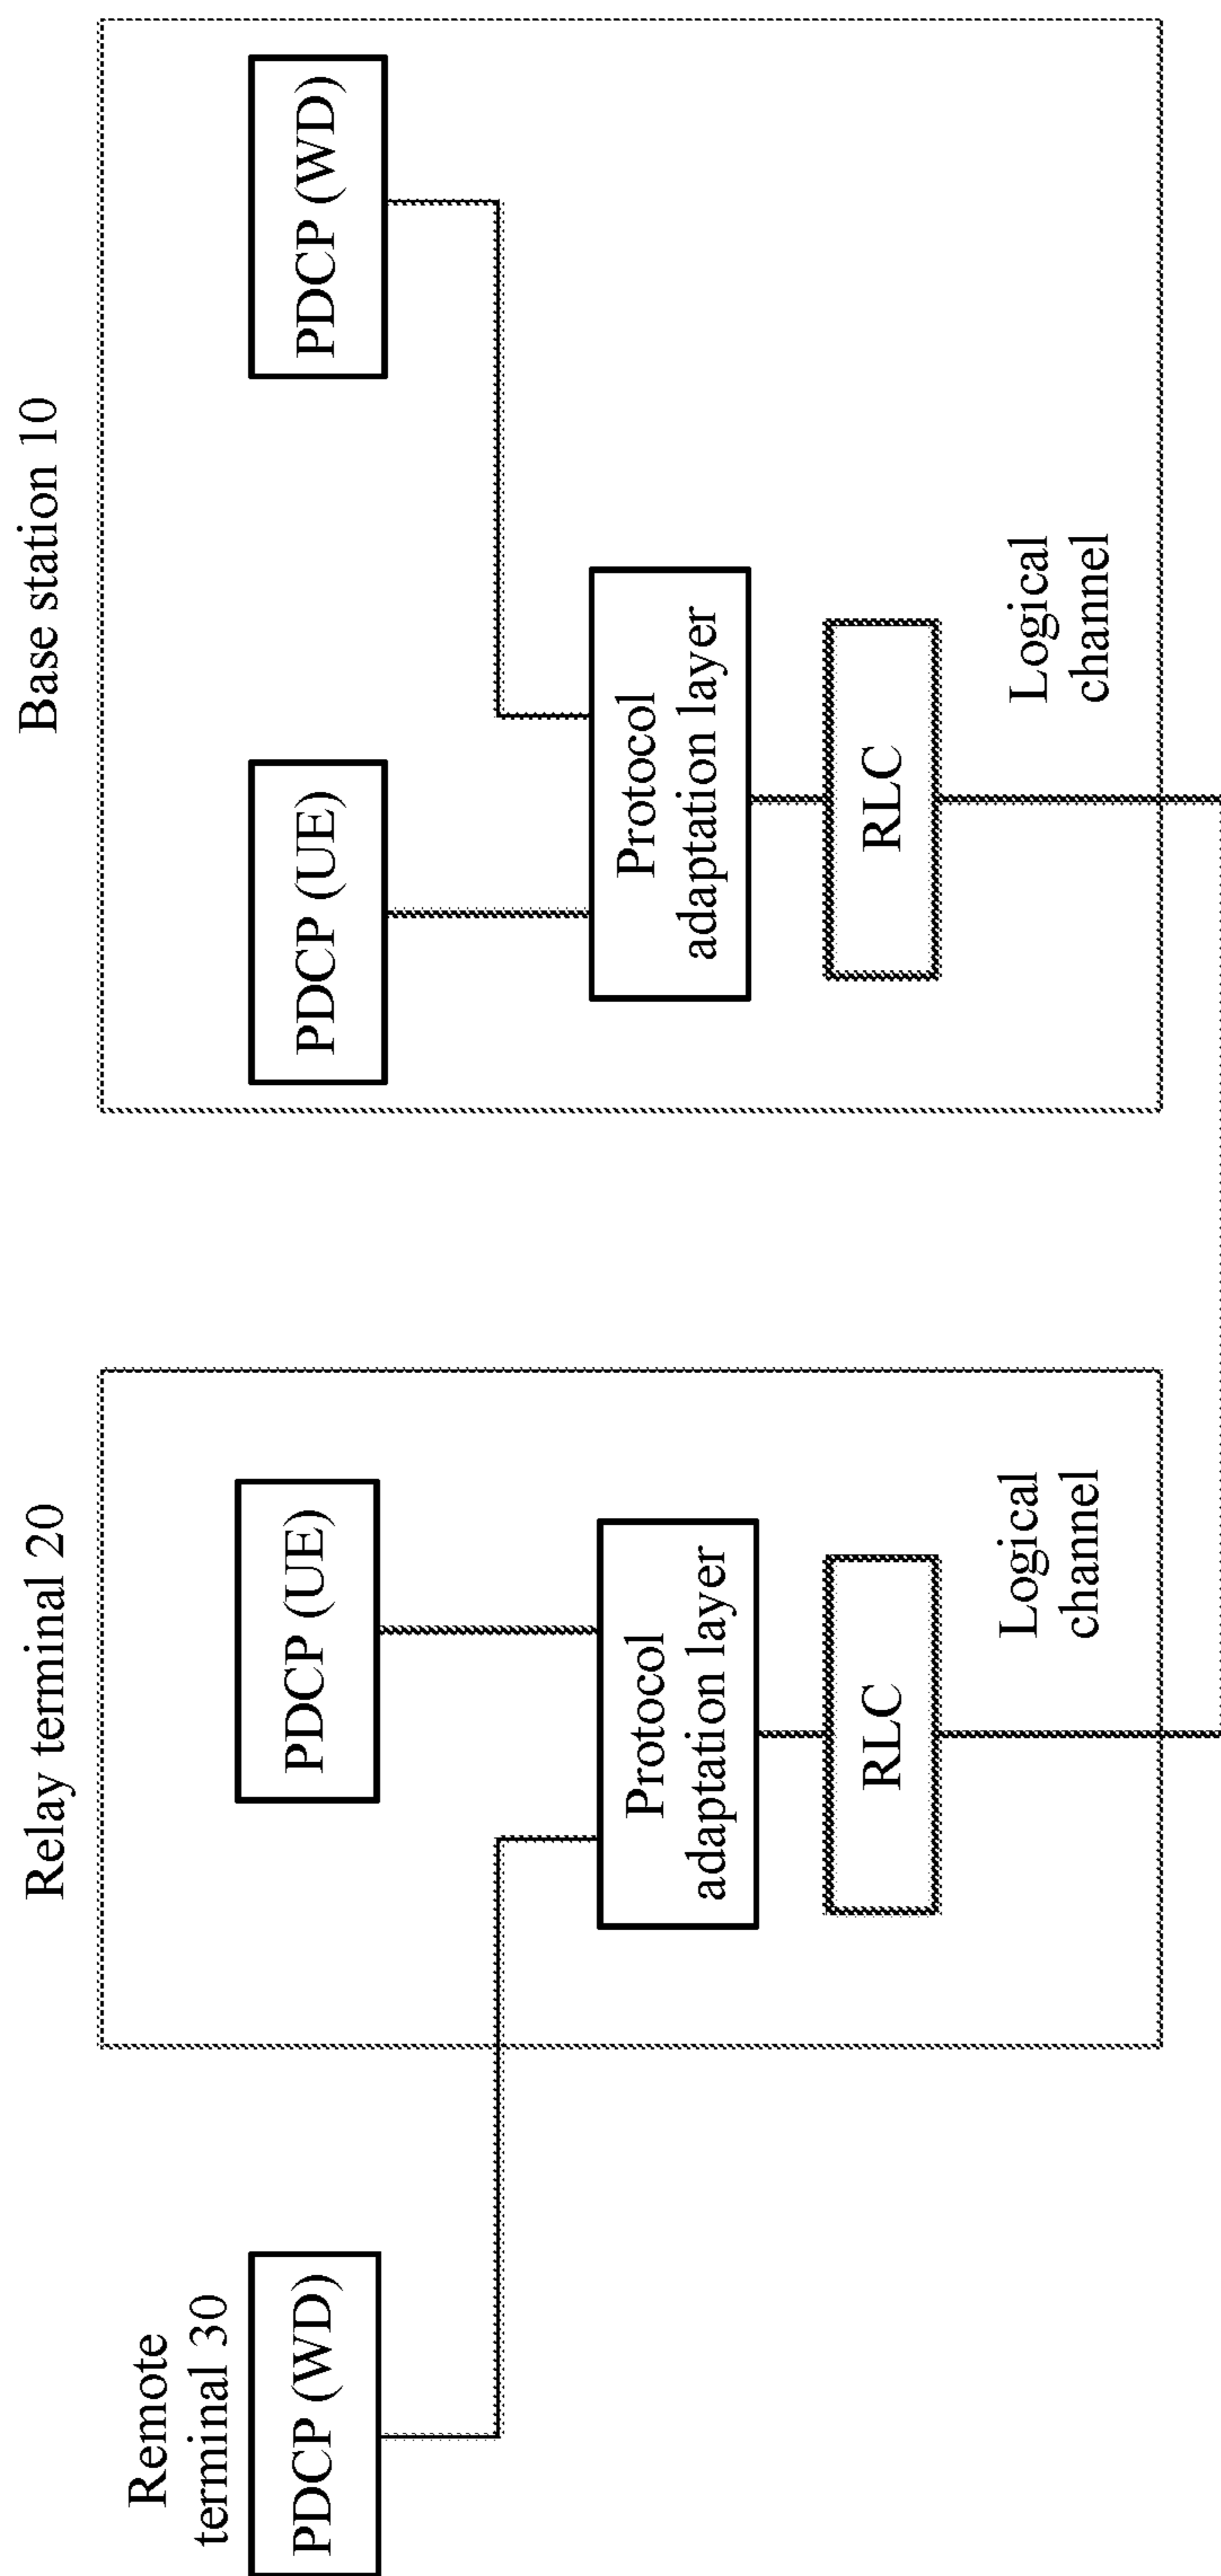 Remote
terminal 30
PDCP (WD)
Relay terminal 20
PDCP (UE)
Protocol
adaptation layer
RLC
Logical
channel
Base station 10
PDCP (UE)
PDCP (WD)
Protocol
adaptation layer
RLC
Logical
channel